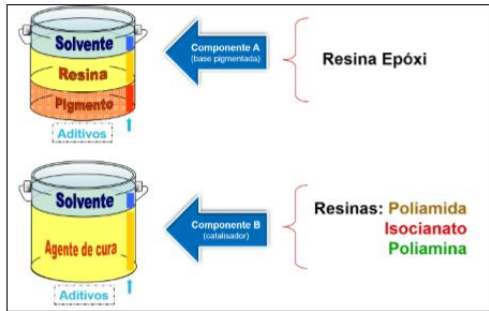 Solvente
Resina
Pigmento
Aditivos
Componente A
(base pigmentada)
Resina Epóxi
Solvente
Agente de cura
Aditivos
Componente B
(catalisador)
Resinas: Poliamida
Isocianato
Poliamina